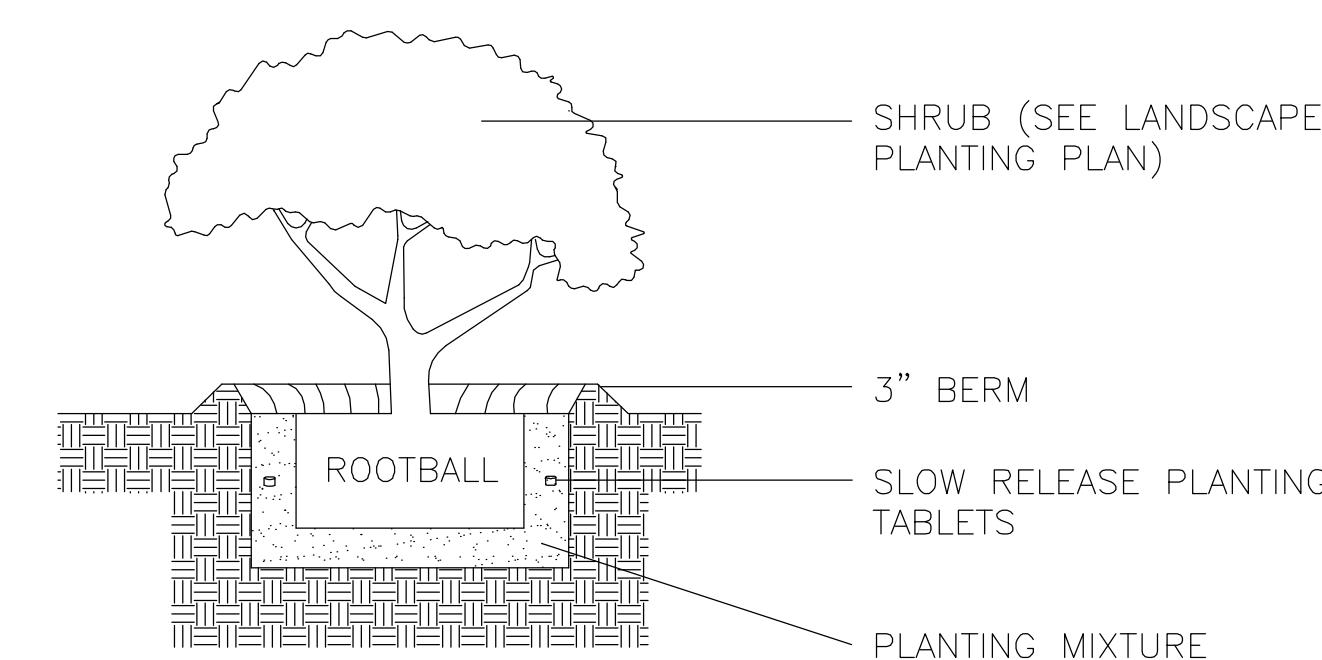 SHRUB (SEE LANDSCAPE
PLANTING PLAN)
3” BERM
ROOTBALL
SLOW RELEASE PLANTING
TABLETS
PLANTING MIXTURE